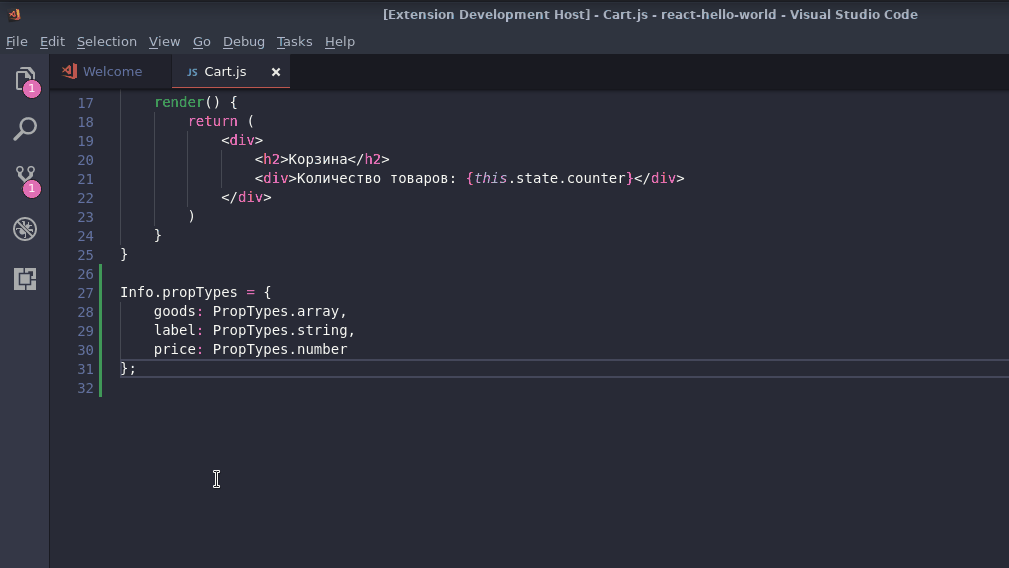 [Extension Development Host] - Cart.js - react-hello-world - Visual Studio Code
File Edit Selection View Go Debug Tasks Help
Welcome JS Cart.js ×
1
1
17 render() {
18 return (
19 <div>
20 <h2>Корзина</h2>
21 <div>Количество товаров: {this.state.counter}</div>
22 </div>
23 )
24 }
25 }
26
27 Info.propTypes = {
28 goods: PropTypes.array,
29 label: PropTypes.string,
30 price: PropTypes.number
31 };
32